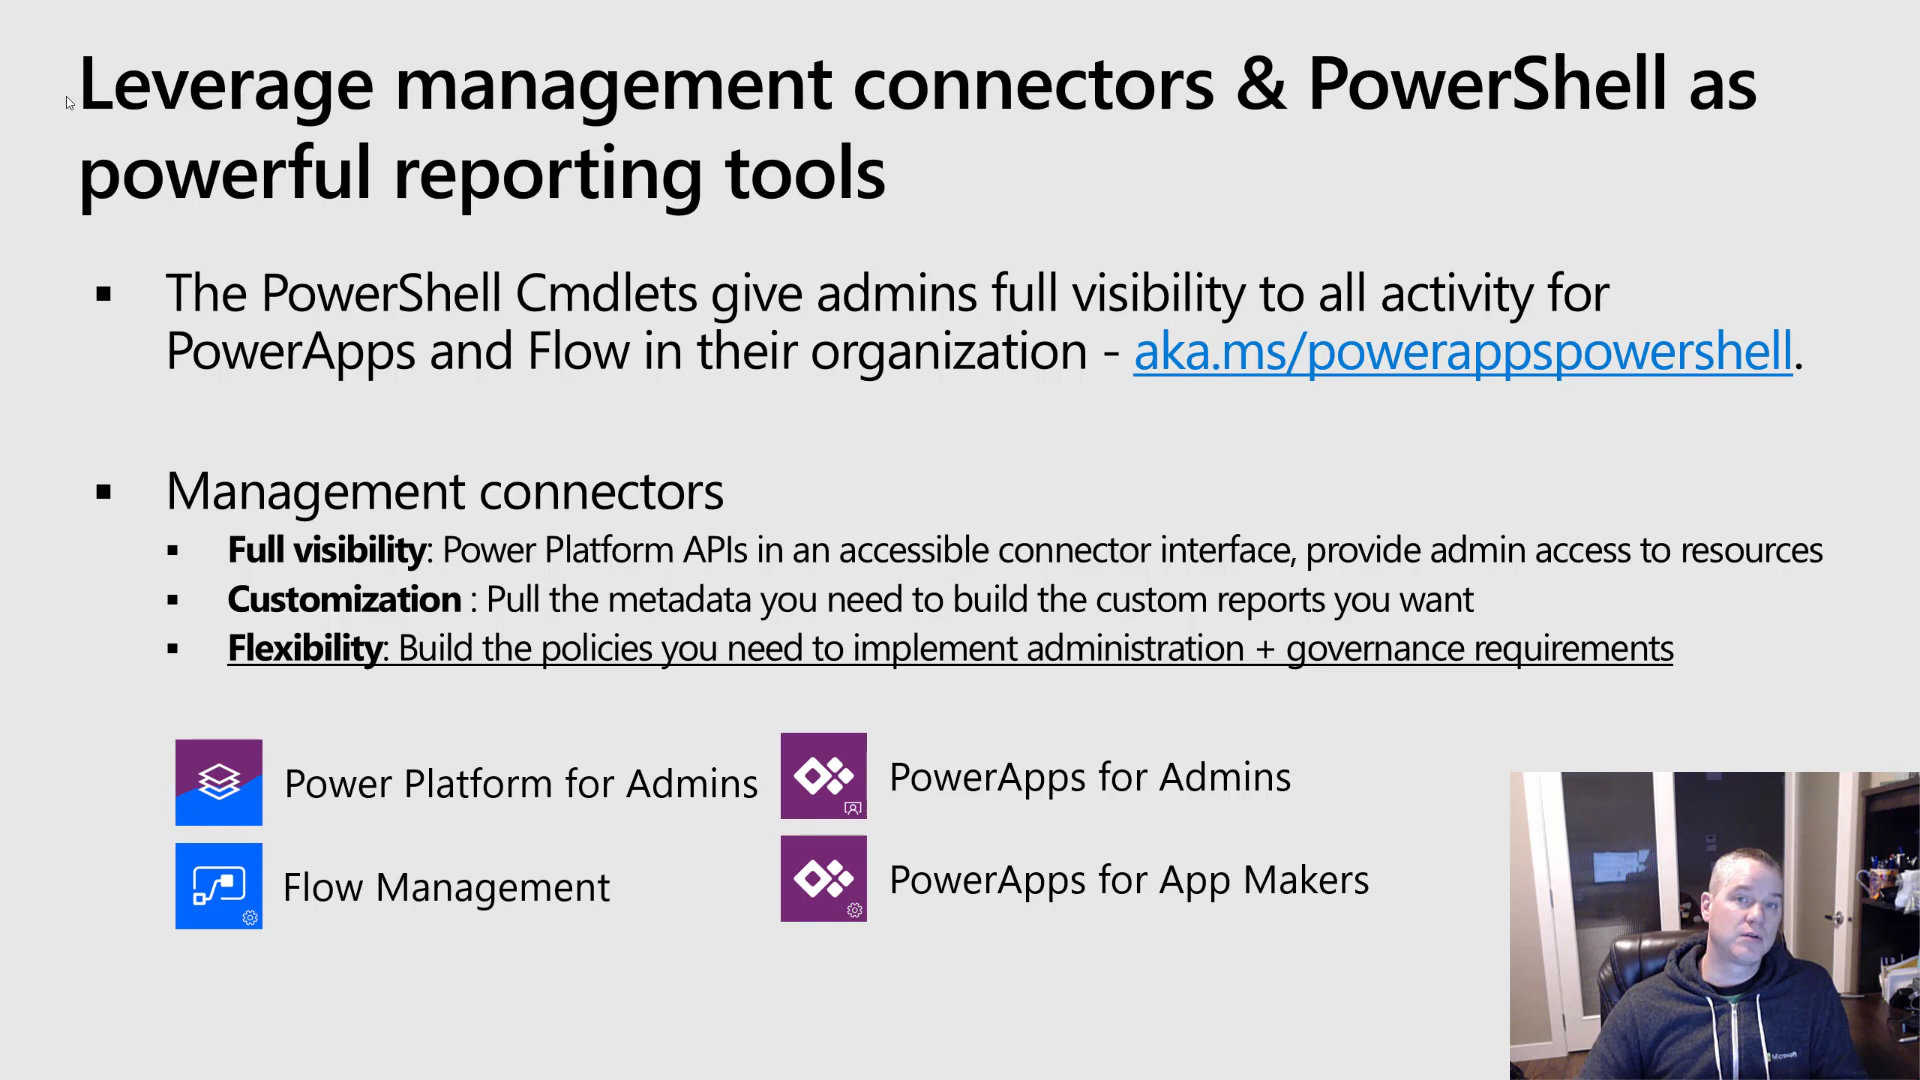 Leverage management connectors & PowerShell as
powerful reporting tools
▪ The PowerShell Cmdlets give admins full visibility to all activity for
PowerApps and Flow in their organization - aka.ms/powerappspowershell.
▪ Management connectors
▪ Full visibility: Power Platform APIs in an accessible connector interface, provide admin access to resources
▪ Customization : Pull the metadata you need to build the custom reports you want
▪ Flexibility: Build the policies you need to implement administration + governance requirements
Power Platform for Admins
PowerApps for Admins
Flow Management
PowerApps for App Makers
Microsoft